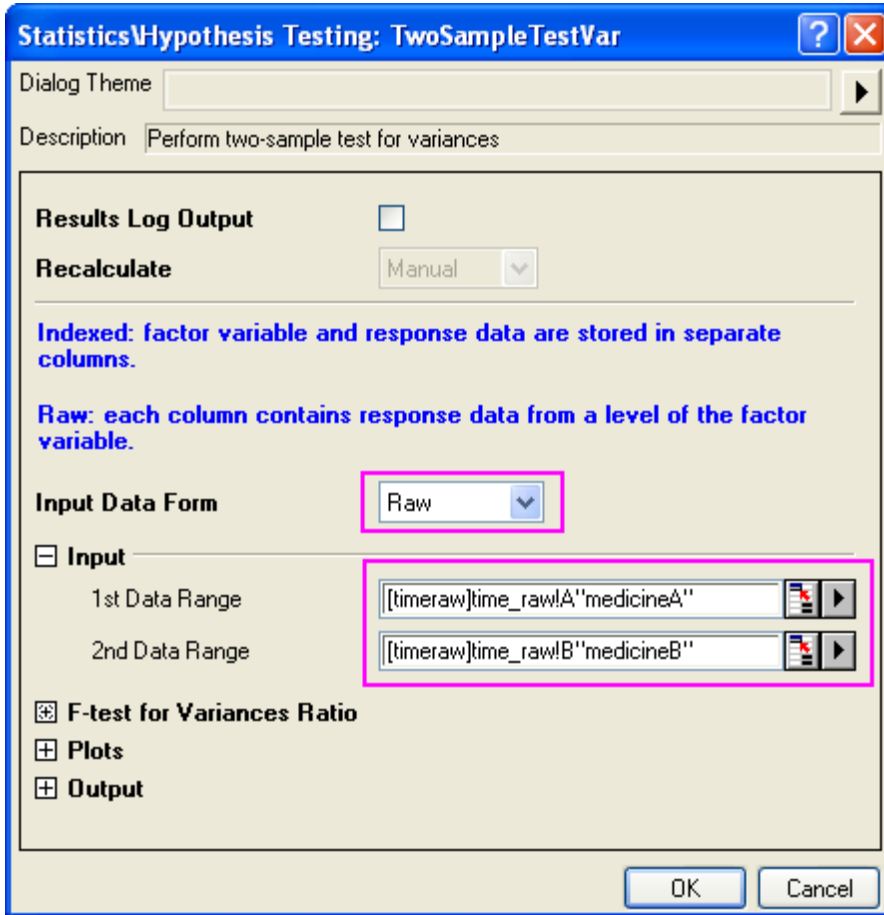 Statistics\Hypothesis Testing: TwoSampleTestVar
Dialog Theme
Description Perform two-sample test for variances
Results Log Output
Recalculate Manual
Indexed: factor variable and response data are stored in separate
columns.
Raw: each column contains response data from a level of the factor
variable.
Input Data Form Raw
Input
1st Data Range [timeraw]time_raw!A"medicineA"
2nd Data Range [timeraw]time_raw!B"medicineB"
F-test for Variances Ratio
Plots
Output
OK Cancel